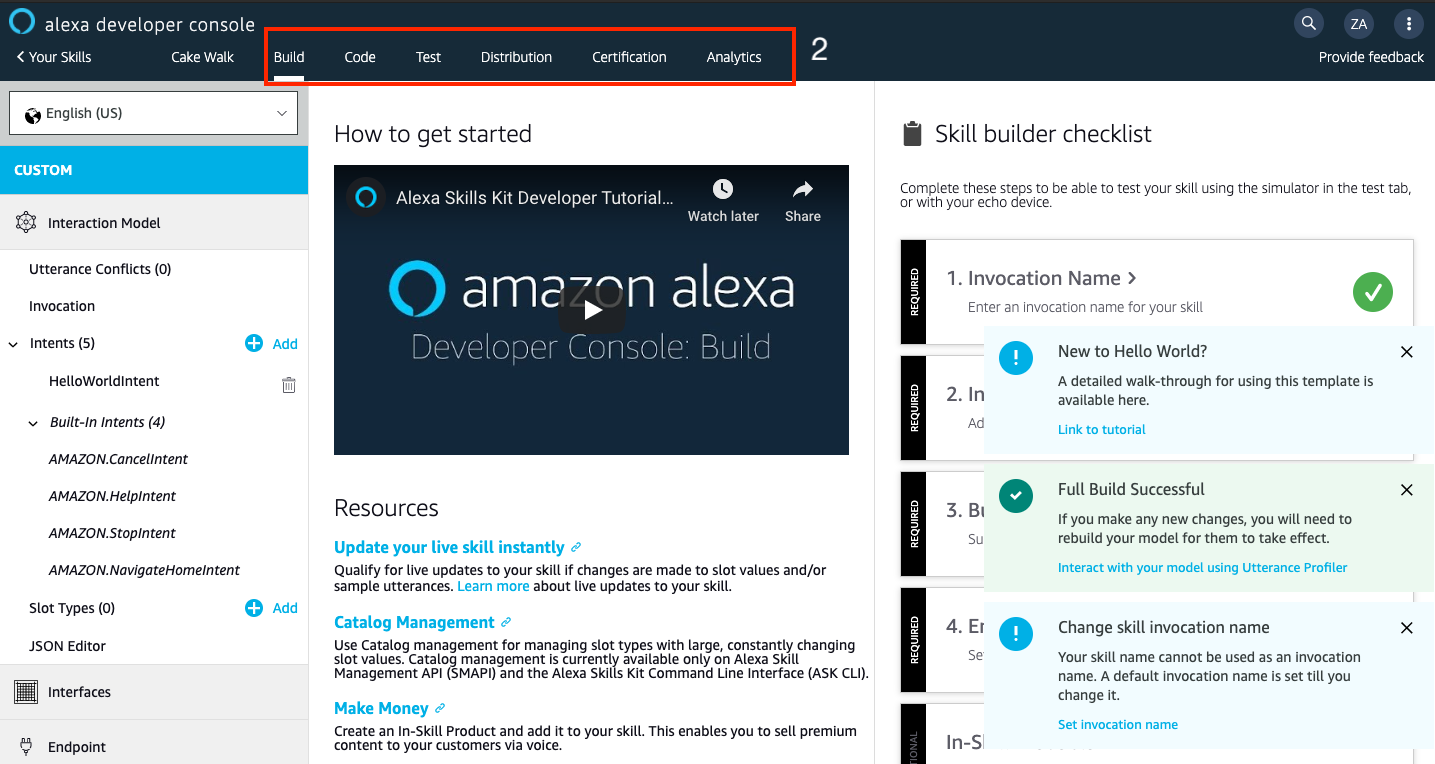 alexa developer console
ZA
Your Skills
Cake Walk
Build
Code
Test
Distribution
Certification
Analytics
2
Provide feedback
English (US)
CUSTOM
Interaction Model
Utterance Conflicts (0)
Invocation
Intents (5)
Add
HelloWorldIntent
Built-In Intents (4)
AMAZON.CancelIntent
AMAZON.HelpIntent
AMAZON.StopIntent
AMAZON.NavigateHomeIntent
Slot Types (0)
Add
JSON Editor
Interfaces
Endpoint
How to get started
Alexa Skills Kit Developer Tutorial...
Watch later
Share
amazon alexa
Developer Console: Build
Resources
Update your live skill instantly
Qualify for live updates to your skill if changes are made to slot values and/or
sample utterances. Learn more about live updates to your skill.
Catalog Management
Use Catalog management for managing slot types with large, constantly changing
slot values. Catalog management is currently available only on Alexa Skill
Management API (SMAPI) and the Alexa Skills Kit Command Line Interface (ASK CLI).
Make Money
Create an In-Skill Product and add it to your skill. This enables you to sell premium
content to your customers via voice.
Skill builder checklist
Complete these steps to be able to test your skill using the simulator in the test tab,
or with your echo device.
REQUIRED
1. Invocation Name >
Enter an invocation name for your skill
REQUIRED
2. In
Ad
REQUIRED
3. Bu
Su
REQUIRED
4. En
Se
In-S
New to Hello World?
A detailed walk-through for using this template is
available here.
Link to tutorial
Full Build Successful
If you make any new changes, you will need to
rebuild your model for them to take effect.
Interact with your model using Utterance Profiler
Change skill invocation name
Your skill name cannot be used as an invocation
name. A default invocation name is set till you
change it.
Set invocation name